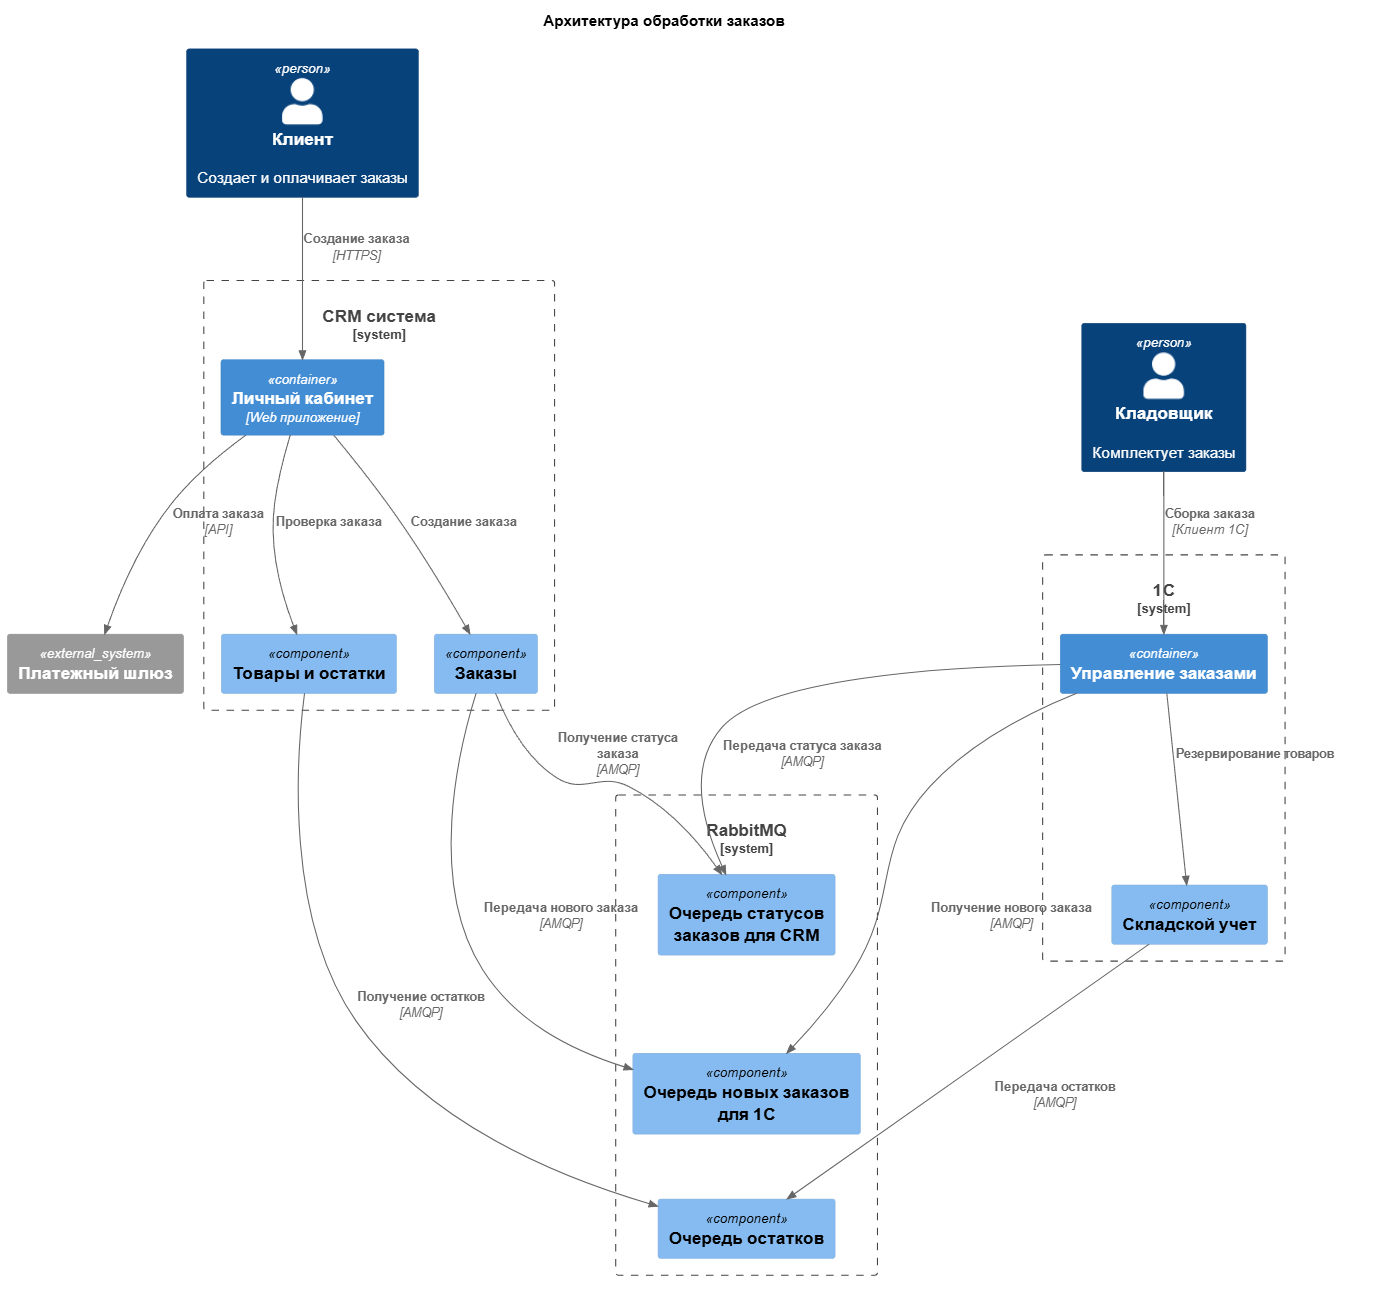 Архитектура обработки заказов
«person»
Клиент
Создает и оплачивает заказы
Создание заказа
[HTTPS]
CRM система
[system]
«container»
Личный кабинет
[Web приложение]
«person»
Кладовщик
Комплектует заказы
Оплата заказа
[API]
Проверка заказа
Создание заказа
Сборка заказа
[Клиент 1С]
1С
[system]
«external_system»
Платежный шлюз
«component»
Товары и остатки
«component»
Заказы
«container»
Управление заказами
Получение статуса
заказа
[AMQP]
Передача статуса заказа
[AMQP]
Резервирование товаров
RabbitMQ
[system]
«component»
Очередь статусов
заказов для CRM
Передача нового заказа
[AMQP]
Получение нового заказа
[AMQP]
«component»
Складской учет
Получение остатков
[AMQP]
«component»
Очередь новых заказов
для 1С
Передача остатков
[AMQP]
«component»
Очередь остатков